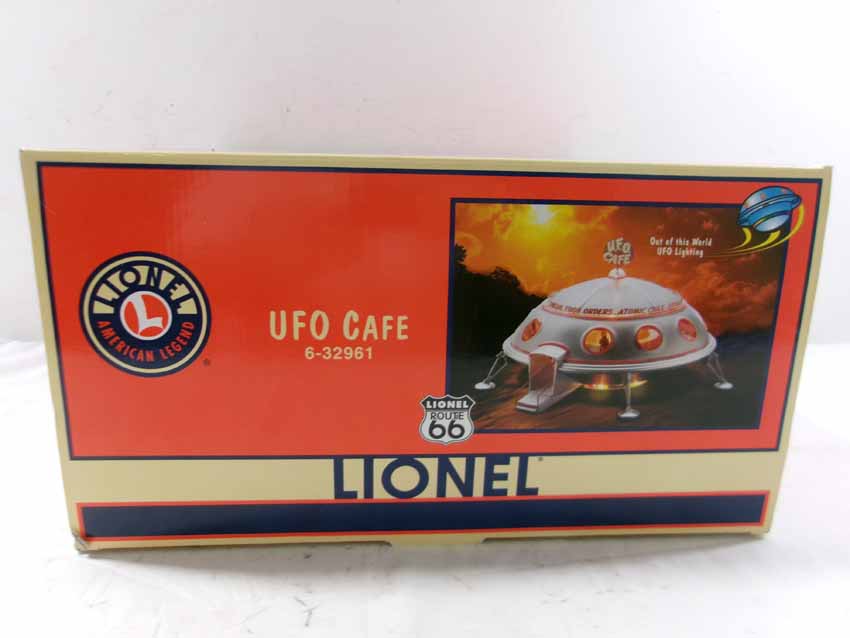 LIONEL
L
AMERICAN LEGEND
®
UFO CAFE
6-32961
UFO
CAFE
Out of this World
UFO Lighting
ORDERS ATOMIC
LIONEL
ROUTE
66
LIONEL